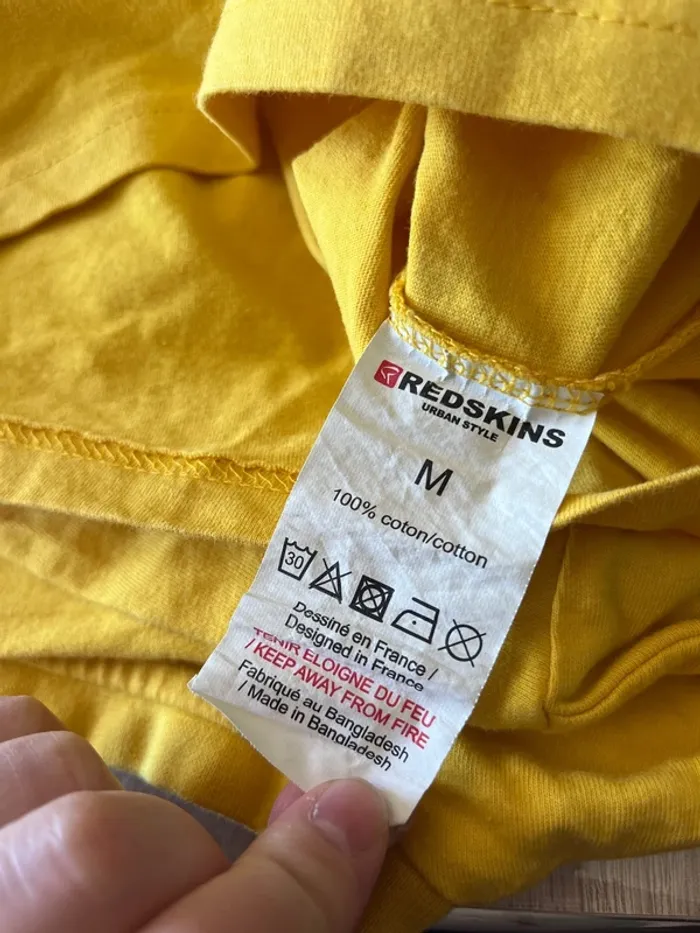 REDSKINS
URBAN STYLE
M
100% coton/cotton
30
Dessiné en France /
Designed in France
TENIR ELOIGNE DU FEU
/ KEEP AWAY FROM FIRE
Fabriqué au Bangladesh
/ Made in Bangladesh